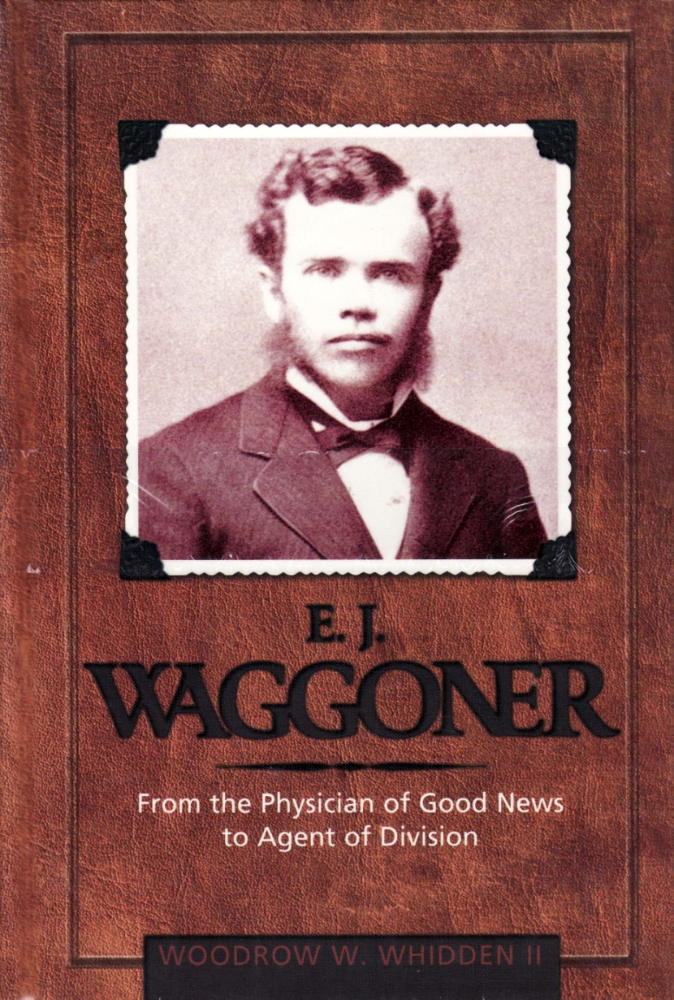 E. J.
WAGGONER
From the Physician of Good News
to Agent of Division
WOODROW W. WHIDDEN II